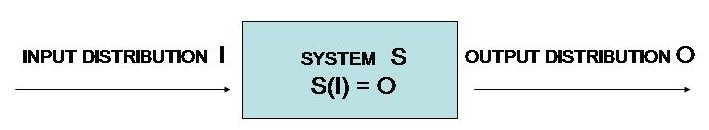 INPUT DISTRIBUTION I
SYSTEM S
S(I) = O
OUTPUT DISTRIBUTION O